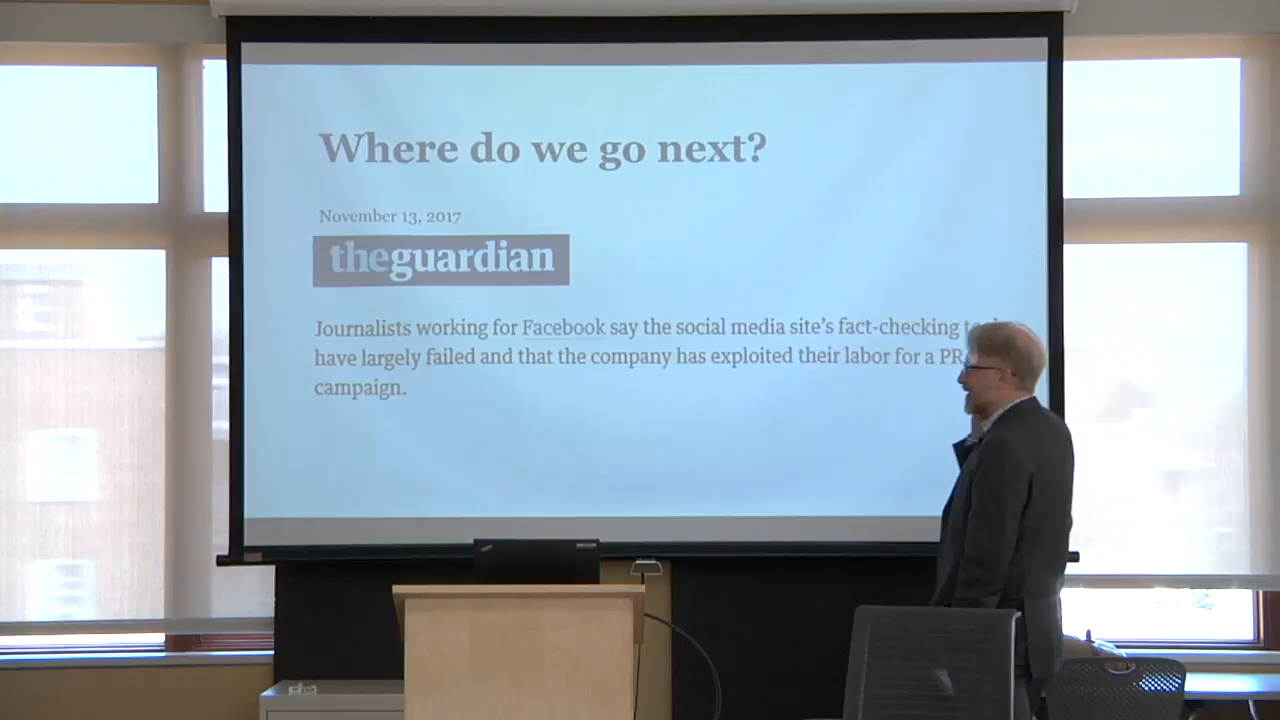 Where do we go next?
November 13, 2017
theguardian
Journalists working for Facebook say the social media site's fact-checking
have largely failed and that the company has exploited their labor for a PR
campaign.